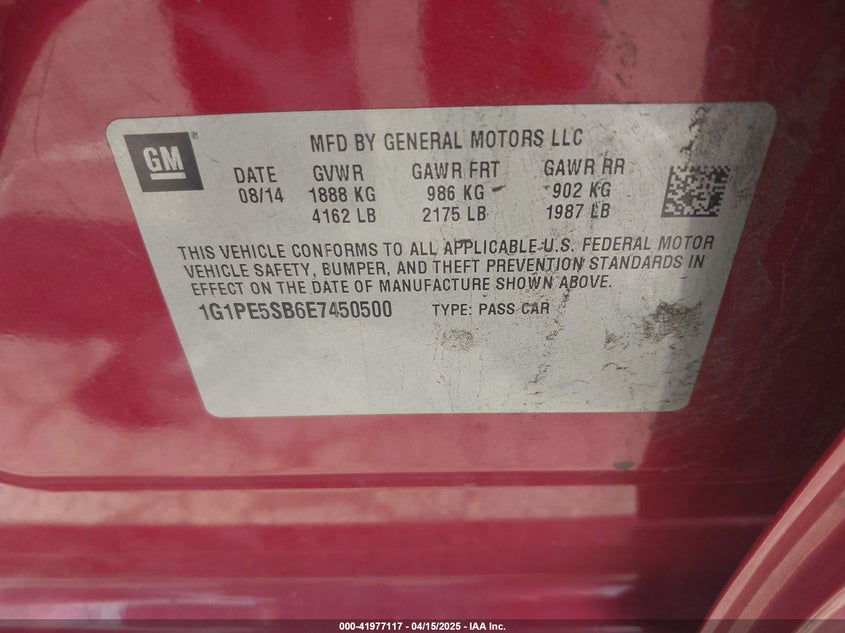 MFD BY GENERAL MOTORS LLC
GM®
DATE GVWR GAWR FRT GAWR RR
08/14 1888 KG 986 KG 902 KG
4162 LB 2175 LB 1987 LB
THIS VEHICLE CONFORMS TO ALL APPLICABLE U.S. FEDERAL MOTOR
VEHICLE SAFETY, BUMPER, AND THEFT PREVENTION STANDARDS IN
EFFECT ON THE DATE OF MANUFACTURE SHOWN ABOVE.
1G1PE5SB6E7450500 TYPE: PASS CAR
000-41977117 - 04/15/2025 - IAA Inc.